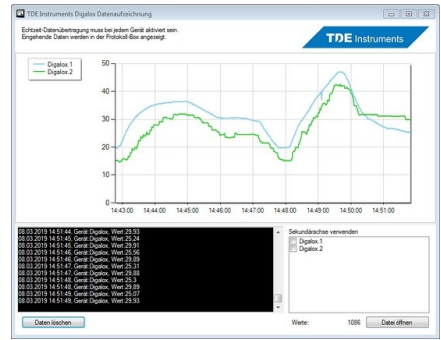 TDE Instruments Digalox Datenaufzeichnung
Echtzeit-Datenübertragung muss bei jedem Gerät aktiviert sein.
Eingehende Daten werden in der Protokoll-Box angezeigt.
TDE Instruments
Digalox.1
Digalox.2
50
40
30
20
10
0
14:43:00 14:44:00 14:45:00 14:46:00 14:47:00 14:48:00 14:49:00 14:50:00 14:51:00
08.03.2019 14:51:44, Gerät:Digalox, Wert:29,93
08.03.2019 14:51:45, Gerät:Digalox, Wert:25,24
08.03.2019 14:51:45, Gerät:Digalox, Wert:29,91
08.03.2019 14:51:46, Gerät:Digalox, Wert:25,56
08.03.2019 14:51:46, Gerät:Digalox, Wert:29,89
08.03.2019 14:51:47, Gerät:Digalox, Wert:25,31
08.03.2019 14:51:47, Gerät:Digalox, Wert:29,88
08.03.2019 14:51:48, Gerät:Digalox, Wert:25,3
08.03.2019 14:51:48, Gerät:Digalox, Wert:29,89
08.03.2019 14:51:49, Gerät:Digalox, Wert:25,07
08.03.2019 14:51:49, Gerät:Digalox, Wert:29,93
Sekundärachse verwenden
Digalox.1
Digalox.2
Daten löschen
Werte: 1086
Datei öffnen